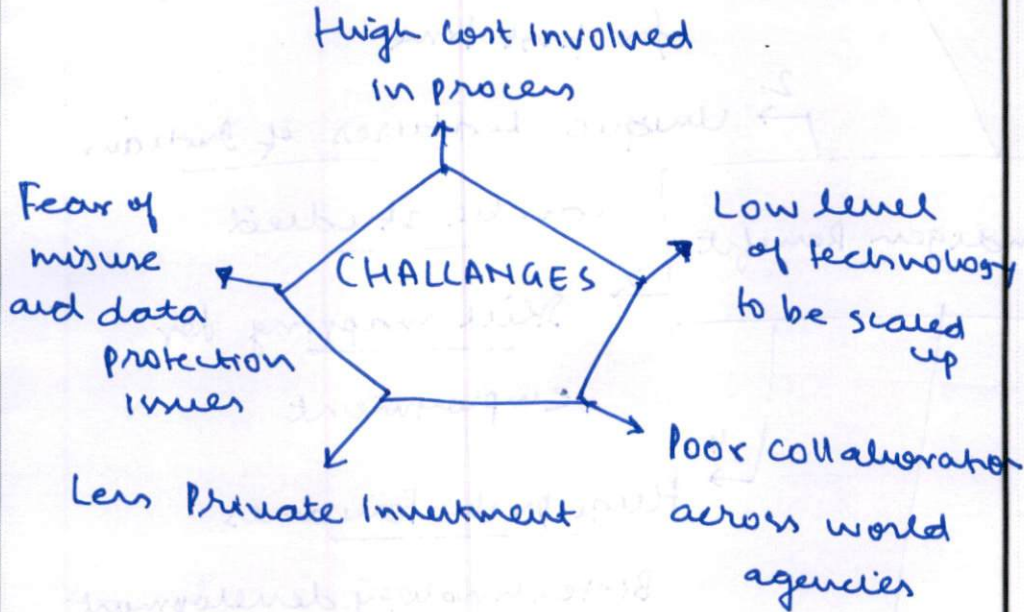 High cost involved
in process
Fear of
misuse
and data
protection
issues
CHALLANGES
Low level
of technology
to be scaled
up
Less Private Investment
Poor collaboration
across world
agencies